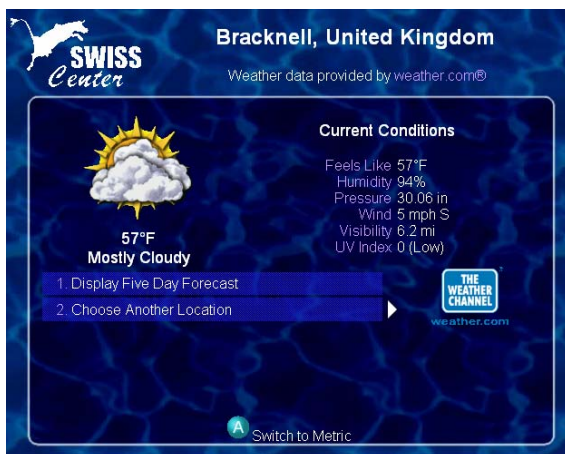 SWISS
Center
Bracknell, United Kingdom
Weather data provided by weather.com®
Current Conditions
Feels Like 57°F
Humidity 94%
Pressure 30.06 in
Wind 5 mph S
Visibility 6.2 mi
UV Index 0 (Low)
57°F
Mostly Cloudy
1. Display Five Day Forecast
2. Choose Another Location
THE
WEATHER
CHANNEL
weather.com
A Switch to Metric